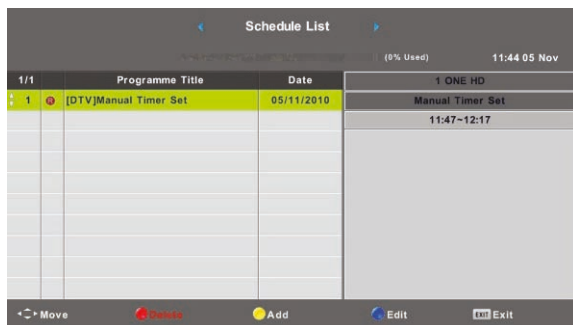 Schedule List
(0% Used) 11:44 05 Nov
1/1 Programme Title Date 1 ONE HD
1 [DTV]Manual Timer Set 05/11/2010 Manual Timer Set
11:47~12:17
Move Delete Add Edit EXIT Exit